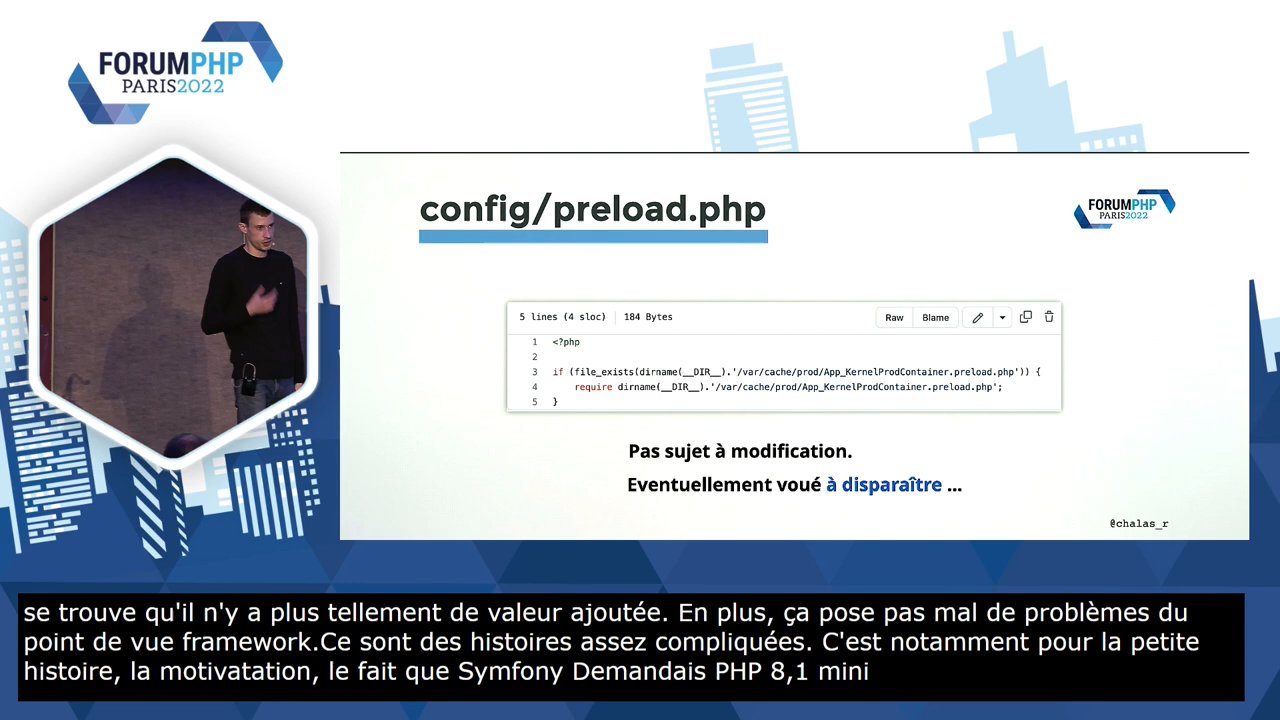 FORUMPHP
PARIS2022
config/preload.php
FORUMPHP
PARIS2022
5 lines (4 sloc) 184 Bytes
Raw Blame
1 <?php
2
3 if (file_exists(dirname(__DIR__).'/var/cache/prod/App_KernelProdContainer.preload.php')) {
4 require dirname(__DIR__).'/var/cache/prod/App_KernelProdContainer.preload.php';
5 }
Pas sujet à modification.
Eventuellement voué à disparaître ...
@chalas_r
se trouve qu'il n'y a plus tellement de valeur ajoutée. En plus, ça pose pas mal de problèmes du
point de vue framework.Ce sont des histoires assez compliquées. C'est notamment pour la petite
histoire, la motivatation, le fait que Symfony Demandais PHP 8,1 mini